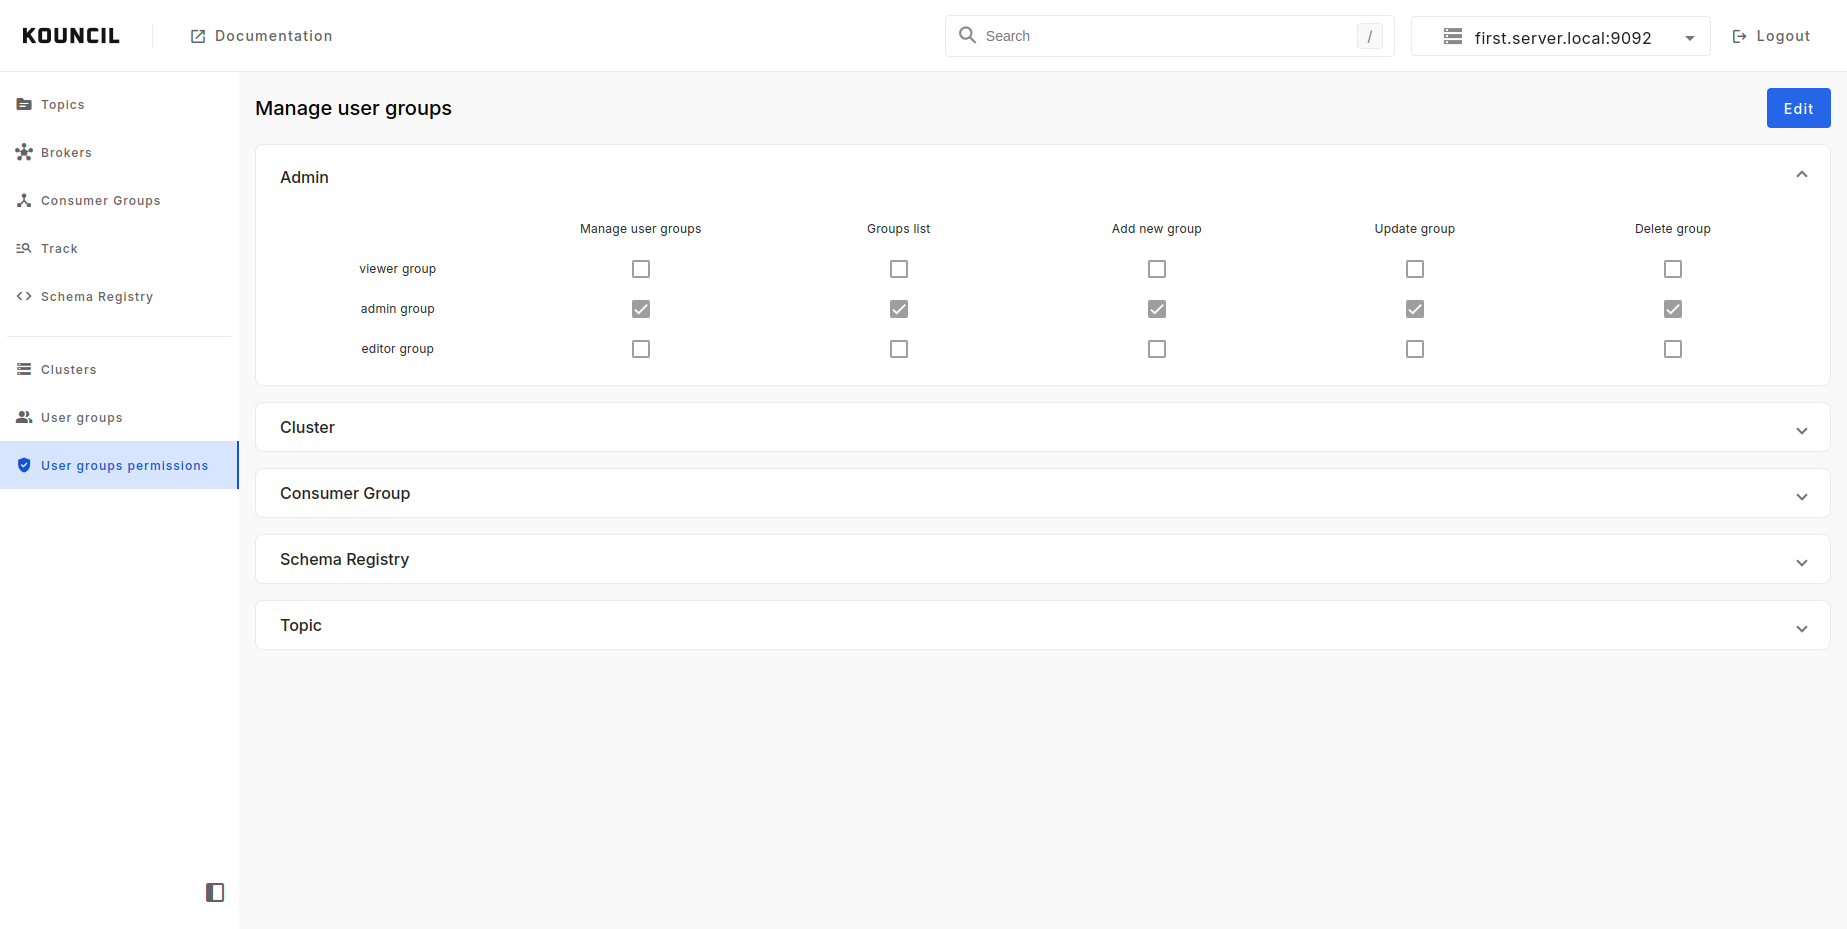 KOUNCIL
Documentation
Search
/
first.server.local:9092
Logout
Topics
Brokers
Consumer Groups
Track
Schema Registry
Clusters
User groups
User groups permissions
Manage user groups
Edit
Admin
Manage user groups Groups list Add new group Update group Delete group
viewer group
admin group
editor group
Cluster
Consumer Group
Schema Registry
Topic